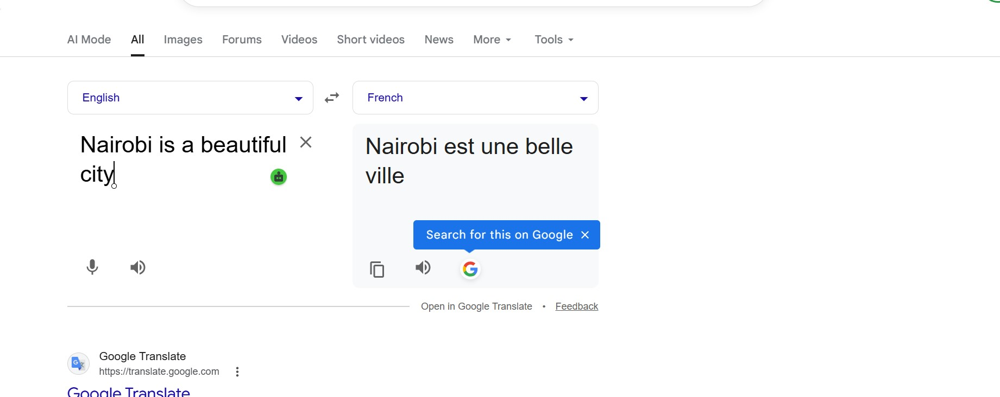 AI Mode All Images Forums Videos Short videos News More Tools
English French
Nairobi is a beautiful
city
Nairobi est une belle
ville
Search for this on Google
Open in Google Translate • Feedback
Google Translate
https://translate.google.com
Google Translate